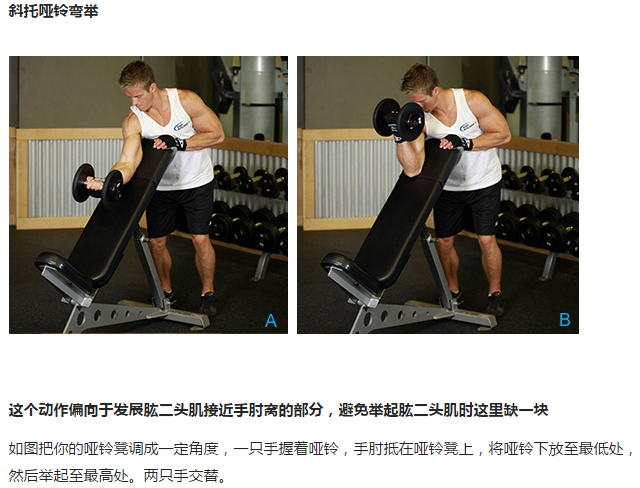 斜托哑铃弯举
A
B
这个动作偏向于发展肱二头肌接近手肘窝的部分，避免举起肱二头肌时这里缺一块
如图把你的哑铃凳调成一定角度，一只手握着哑铃，手肘抵在哑铃凳上，将哑铃下放至最低处，
然后举起至最高处。两只手交替。